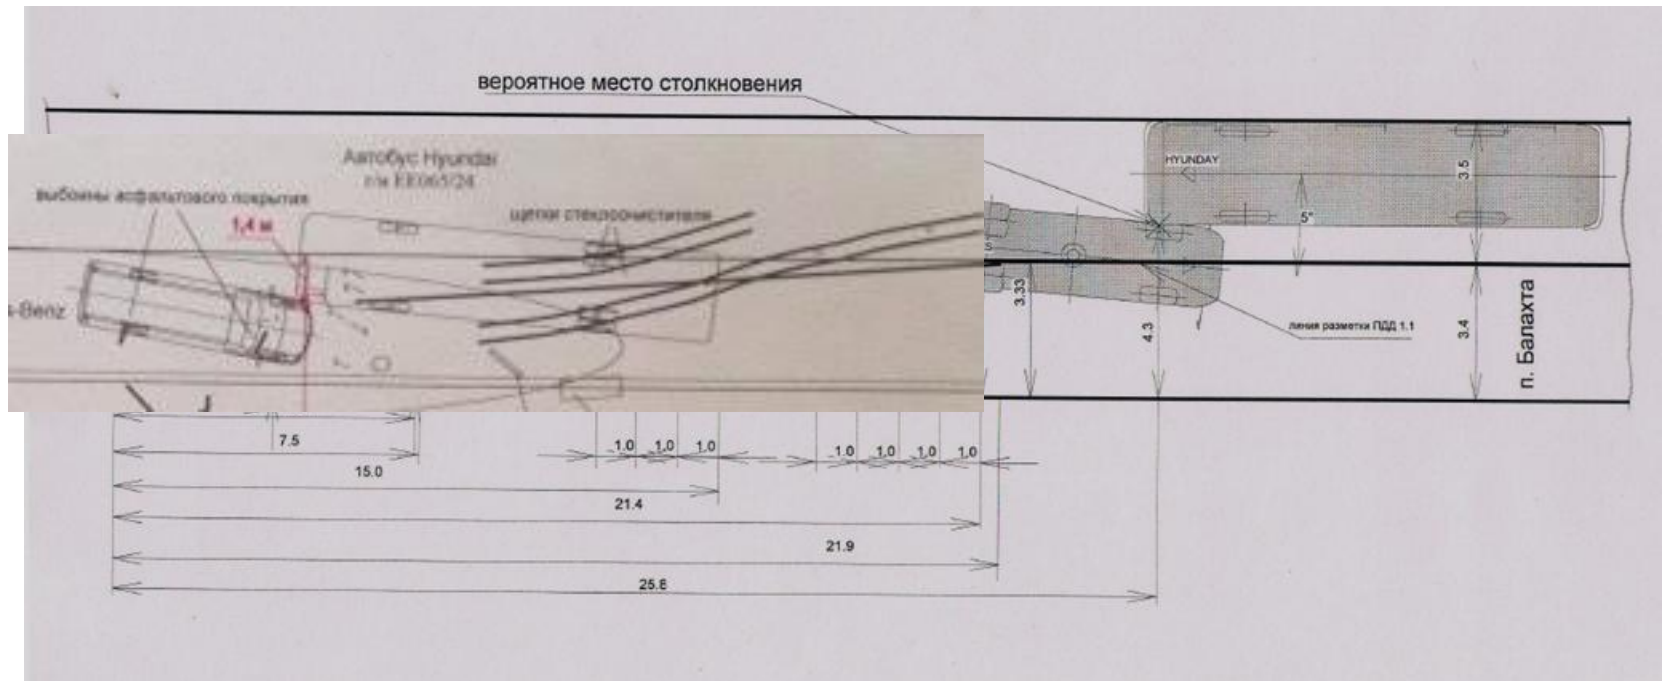 вероятное место столкновения
Автобус Hyundai
г/н ЕЕ065/24
выбоины асфальтового покрытия
1,4 м
щетки стеклоочистителя
s-Benz
HYUNDAY
3.5
5°
S
3.33
4.3
линия разметки ПДД 1.1
3.4
п. Балахта
7.5
1.0 1.0 1.0
1.0 1.0 1.0 1.0
15.0
21.4
21.9
25.8